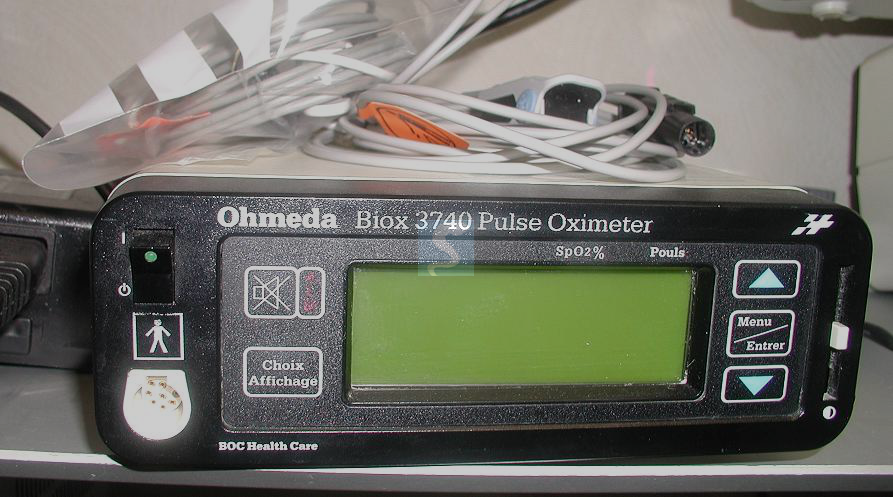 Ohmeda Biox 3740 Pulse Oximeter
SpO2% Pouls
Choix
Affichage
Menu
Entrer
BOC Health Care